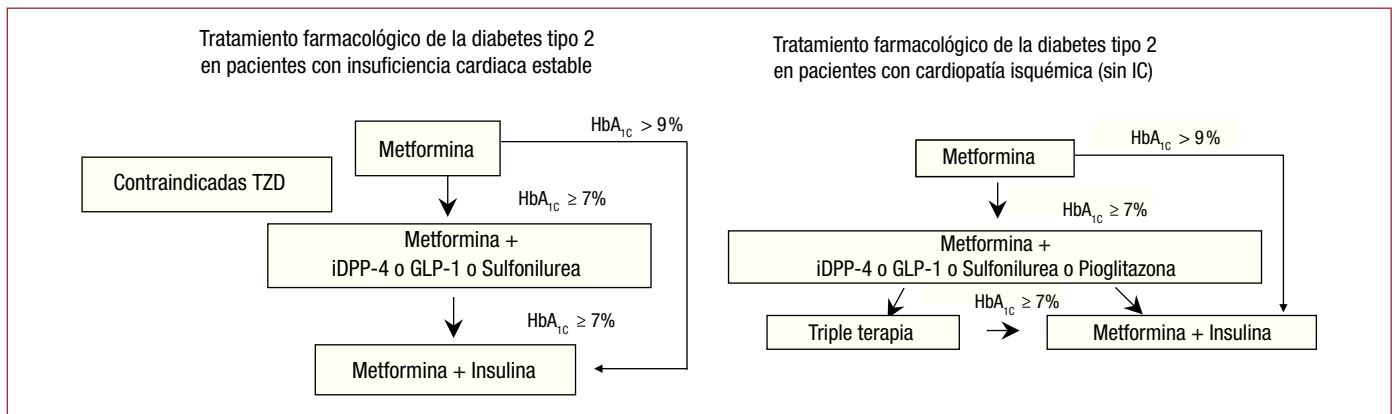 Tratamiento farmacológico de la diabetes tipo 2
en pacientes con insuficiencia cardiaca estable
HbA1C > 9%
Metformina
Contraindicadas TZD
HbA1C ≥ 7%
Metformina +
iDPP-4 o GLP-1 o Sulfonilurea
HbA1C ≥ 7%
Metformina + Insulina
Tratamiento farmacológico de la diabetes tipo 2
en pacientes con cardiopatía isquémica (sin IC)
HbA1C > 9%
Metformina
HbA1C ≥ 7%
Metformina +
iDPP-4 o GLP-1 o Sulfonilurea o Pioglitazona
HbA1C ≥ 7%
Triple terapia
Metformina + Insulina